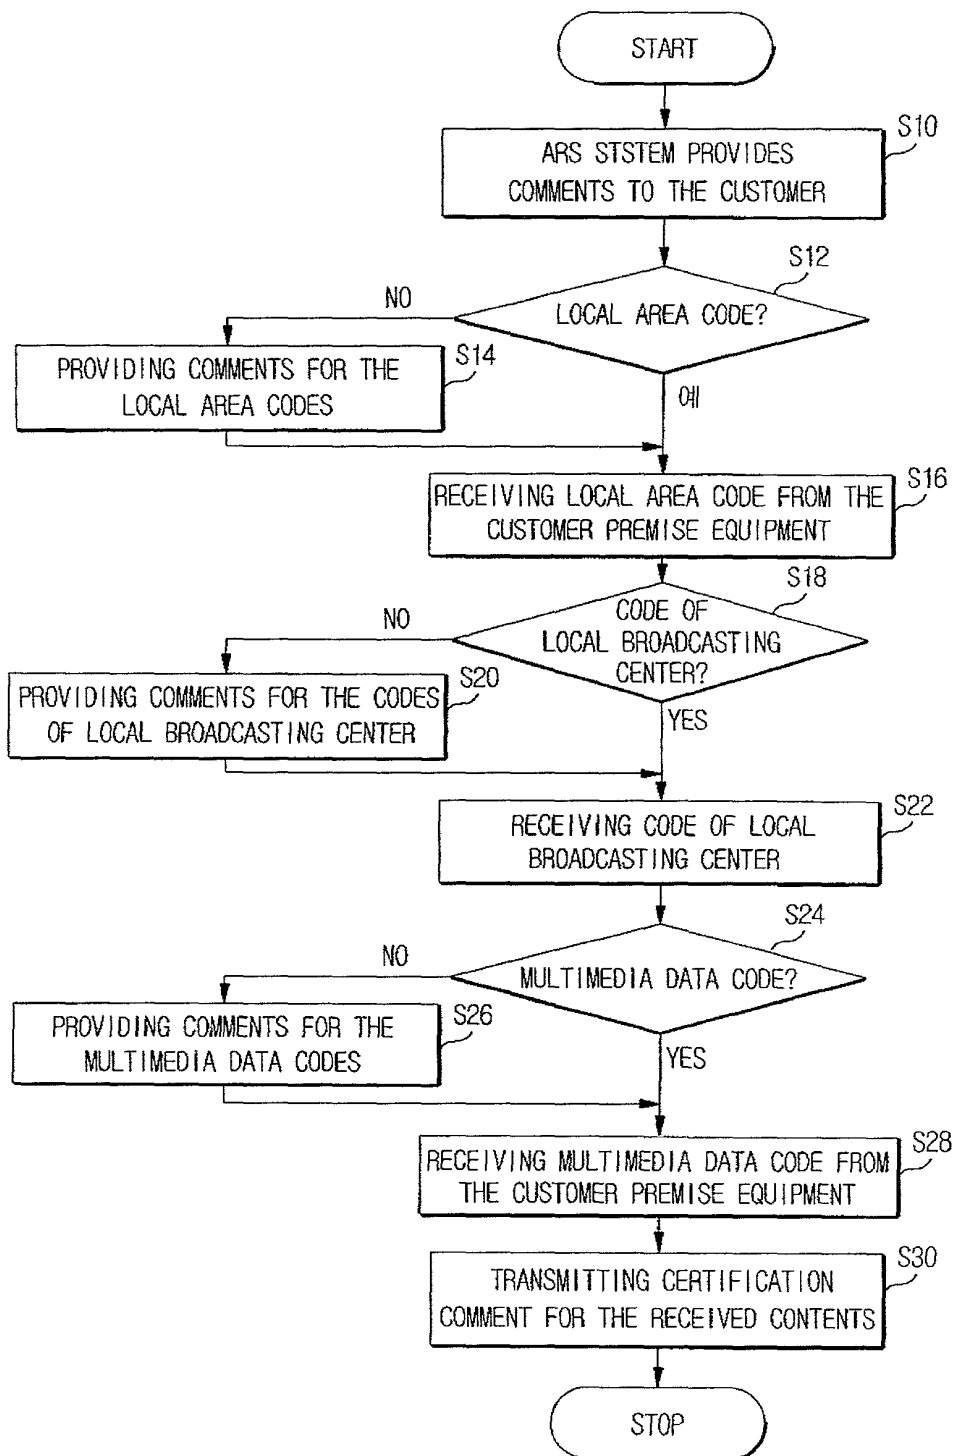 START
S10
ARS STSTEM PROVIDES
COMMENTS TO THE CUSTOMER
S12
NO
LOCAL AREA CODE?
S14
PROVIDING COMMENTS FOR THE
LOCAL AREA CODES
예
S16
RECEIVING LOCAL AREA CODE FROM THE
CUSTOMER PREMISE EQUIPMENT
S18
NO
CODE OF
LOCAL BROADCASTING
CENTER?
S20
PROVIDING COMMENTS FOR THE CODES
OF LOCAL BROADCASTING CENTER
YES
S22
RECEIVING CODE OF LOCAL
BROADCASTING CENTER
S24
NO
MULTIMEDIA DATA CODE?
S26
PROVIDING COMMENTS FOR THE
MULTIMEDIA DATA CODES
YES
S28
RECEIVING MULTIMEDIA DATA CODE FROM
THE CUSTOMER PREMISE EQUIPMENT
S30
TRANSMITTING CERTIFICATION
COMMENT FOR THE RECEIVED CONTENTS
STOP